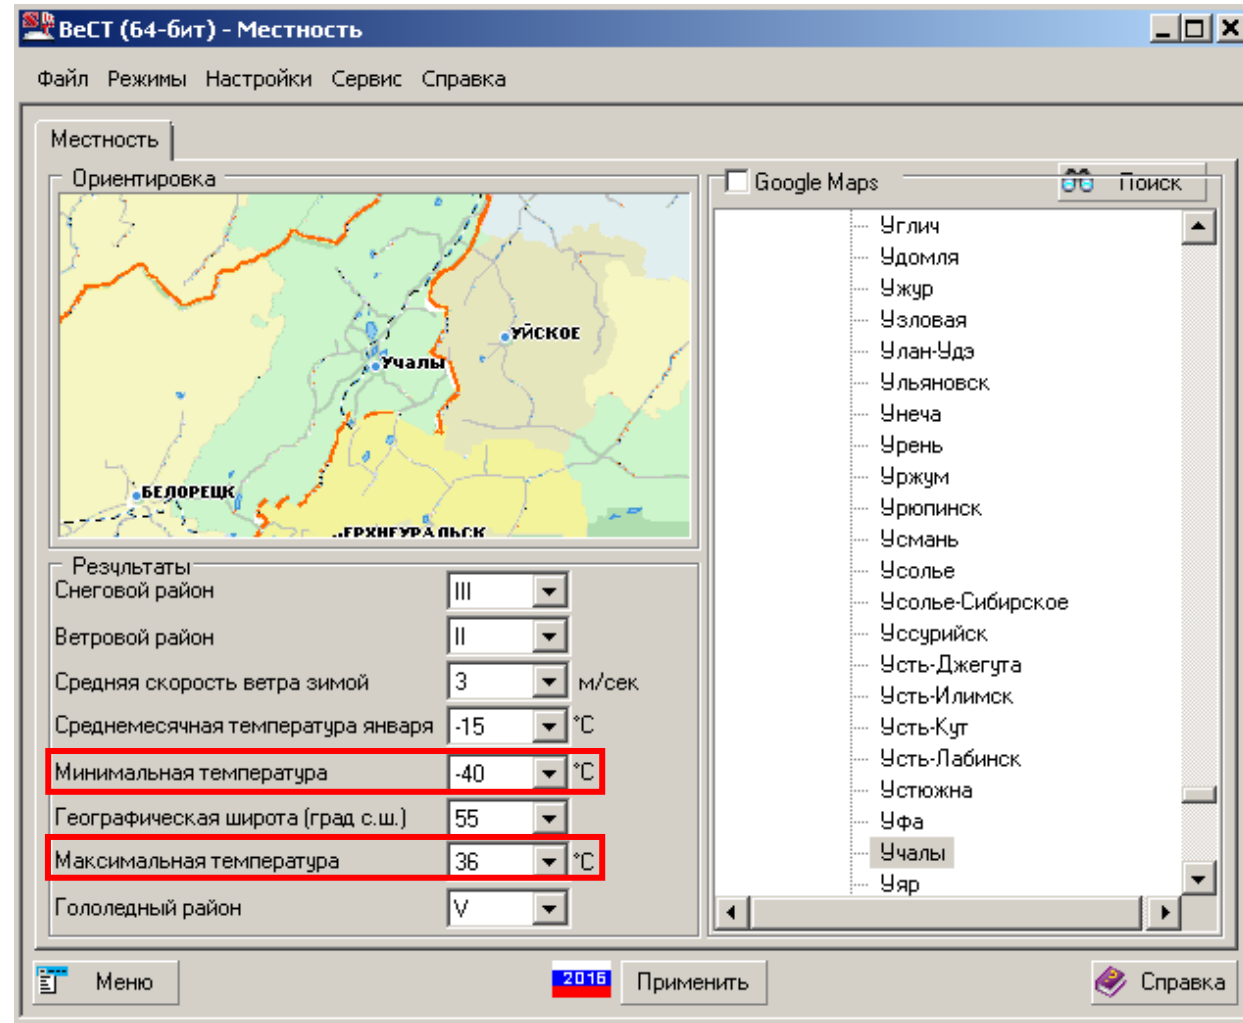 ВеСТ (64-бит) - Местность
Файл Режимы Настройки Сервис Справка
Местность
Ориентировка
Учалы
УЙСКОЕ
БЕЛОРЕЦК
ЕРХНЕУРАЛЬСК
Результаты
Снеговой район III
Ветровой район II
Средняя скорость ветра зимой 3 м/сек
Среднемесячная температура января -15 °C
Минимальная температура -40 °C
Географическая широта (град с.ш.) 55
Максимальная температура 36 °C
Гололедный район V
Google Maps Поиск
Углич
Удомля
Ужур
Узловая
Улан-Удэ
Ульяновск
Унеча
Урень
Уржум
Урюпинск
Усмань
Усолье
Усолье-Сибирское
Уссурийск
Усть-Джегута
Усть-Илимск
Усть-Кут
Усть-Лабинск
Устюжна
Уфа
Учалы
Уяр
Меню 2016 Применить Справка